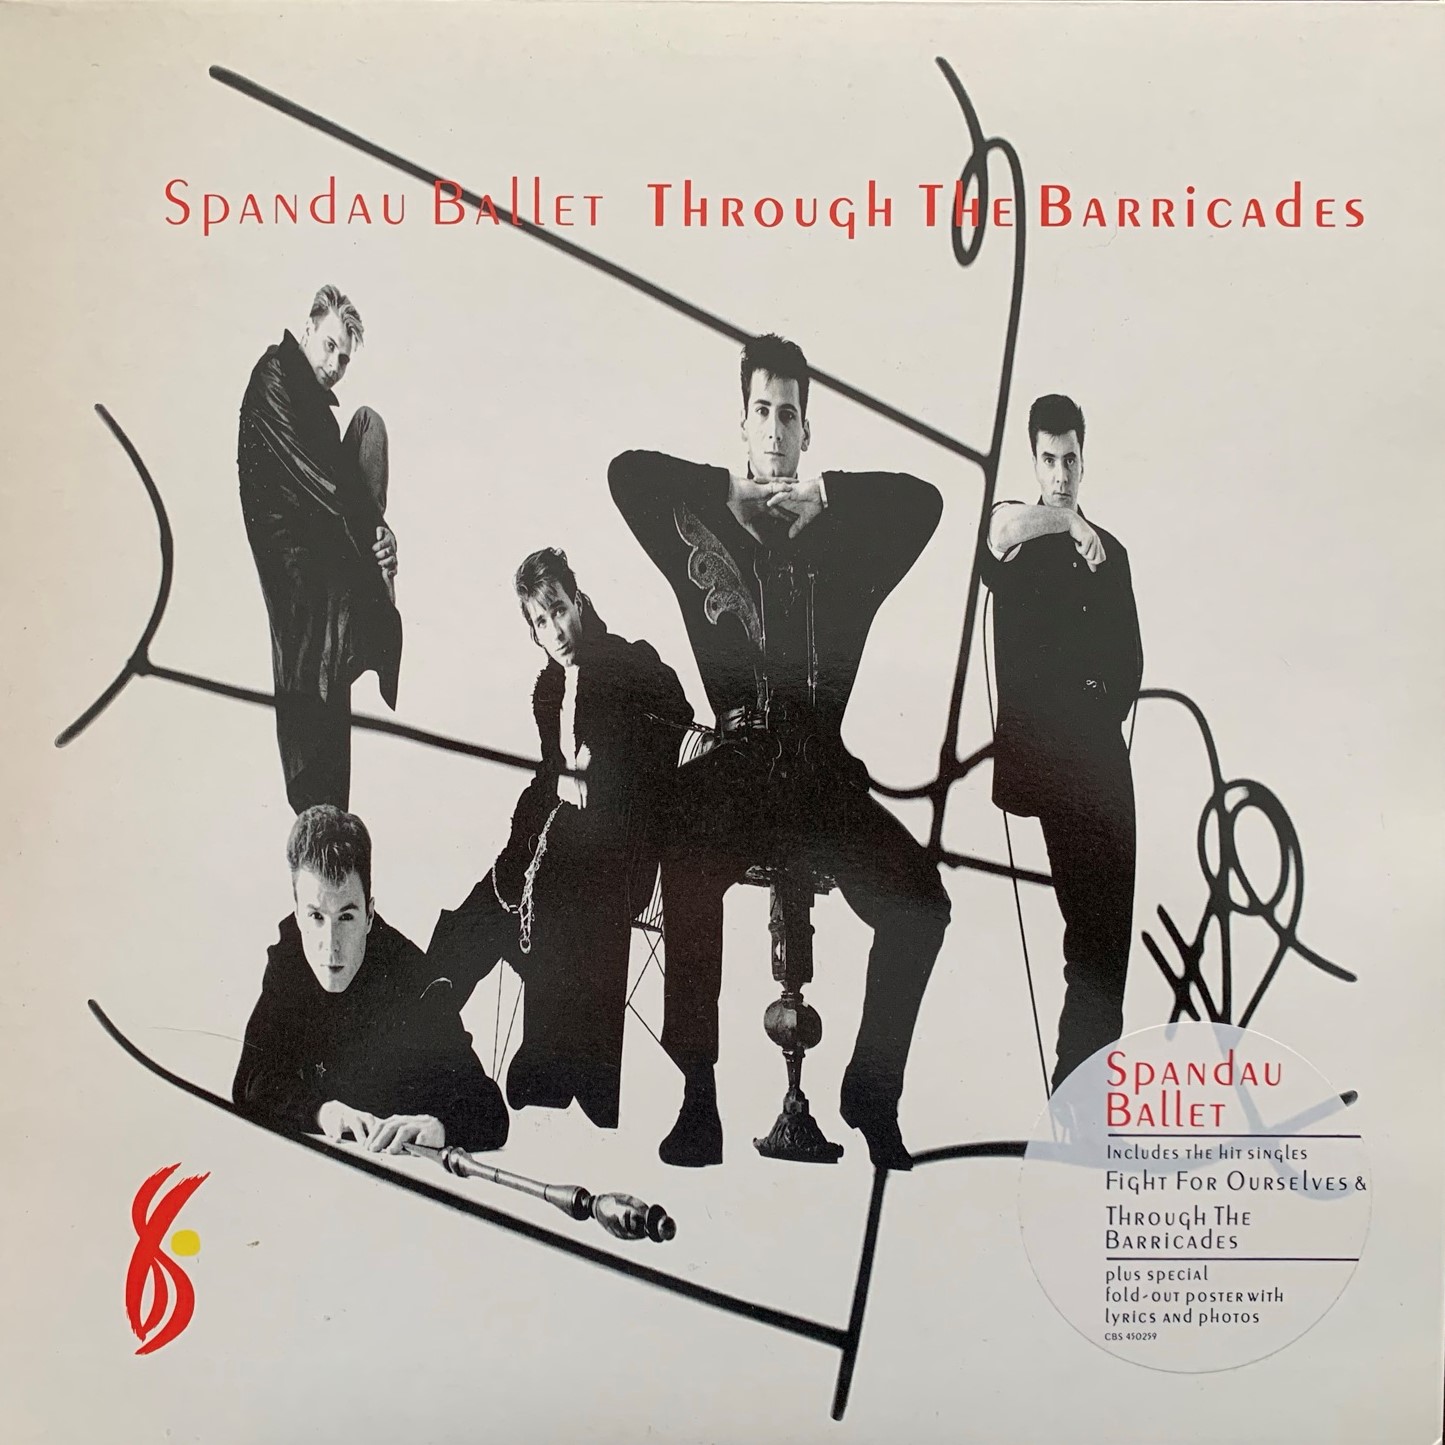 Spandau Ballet Through The Barricades
Spandau
Ballet
Includes the hit singles
Fight For Ourselves &
Through The
Barricades
plus special
fold-out poster with
lyrics and photos
CBS 450259